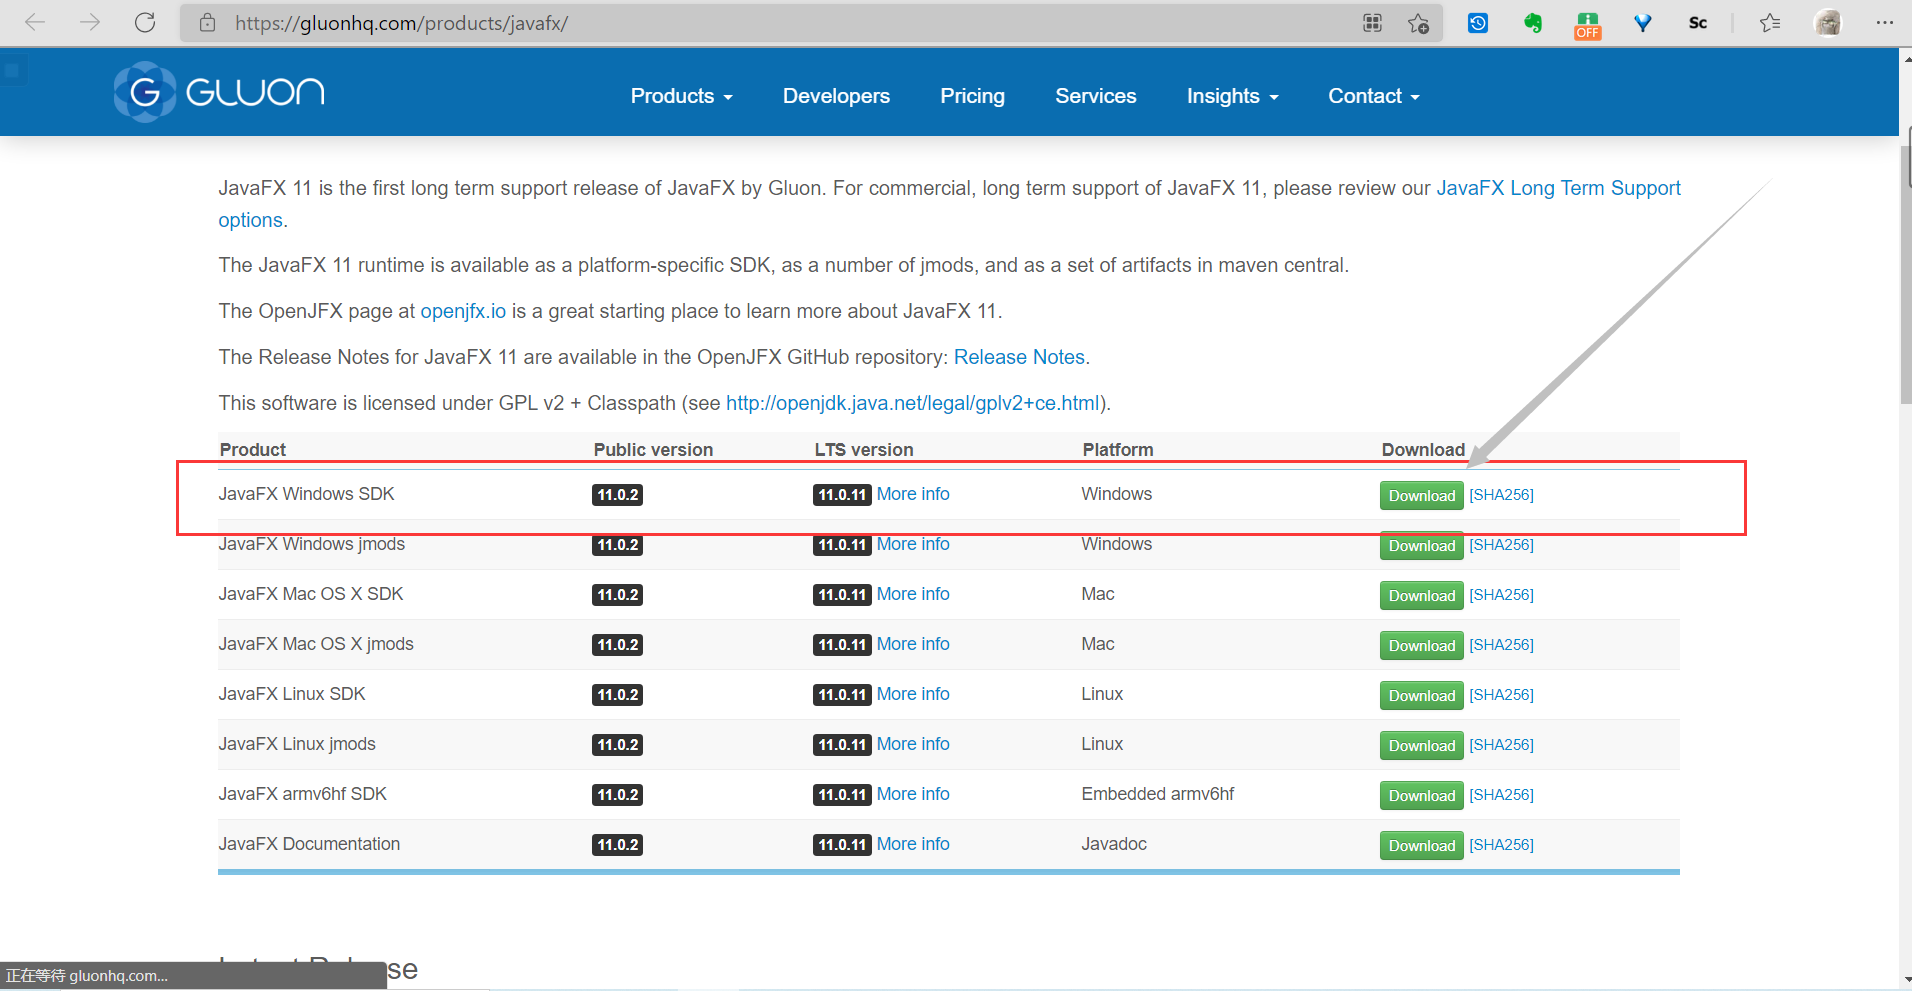 https://gluonhq.com/products/javafx/
OFF
Sc
G GLUON
Products Developers Pricing Services Insights Contact
JavaFX 11 is the first long term support release of JavaFX by Gluon. For commercial, long term support of JavaFX 11, please review our JavaFX Long Term Support
options.
The JavaFX 11 runtime is available as a platform-specific SDK, as a number of jmods, and as a set of artifacts in maven central.
The OpenJFX page at openjfx.io is a great starting place to learn more about JavaFX 11.
The Release Notes for JavaFX 11 are available in the OpenJFX GitHub repository: Release Notes.
This software is licensed under GPL v2 + Classpath (see http://openjdk.java.net/legal/gplv2+ce.html).
Product Public version LTS version Platform Download
JavaFX Windows SDK 11.0.2 11.0.11 More info Windows Download [SHA256]
JavaFX Windows jmods 11.0.2 11.0.11 More info Windows Download [SHA256]
JavaFX Mac OS X SDK 11.0.2 11.0.11 More info Mac Download [SHA256]
JavaFX Mac OS X jmods 11.0.2 11.0.11 More info Mac Download [SHA256]
JavaFX Linux SDK 11.0.2 11.0.11 More info Linux Download [SHA256]
JavaFX Linux jmods 11.0.2 11.0.11 More info Linux Download [SHA256]
JavaFX armv6hf SDK 11.0.2 11.0.11 More info Embedded armv6hf Download [SHA256]
JavaFX Documentation 11.0.2 11.0.11 More info Javadoc Download [SHA256]
Latest Release
正在等待 gluonhq.com...